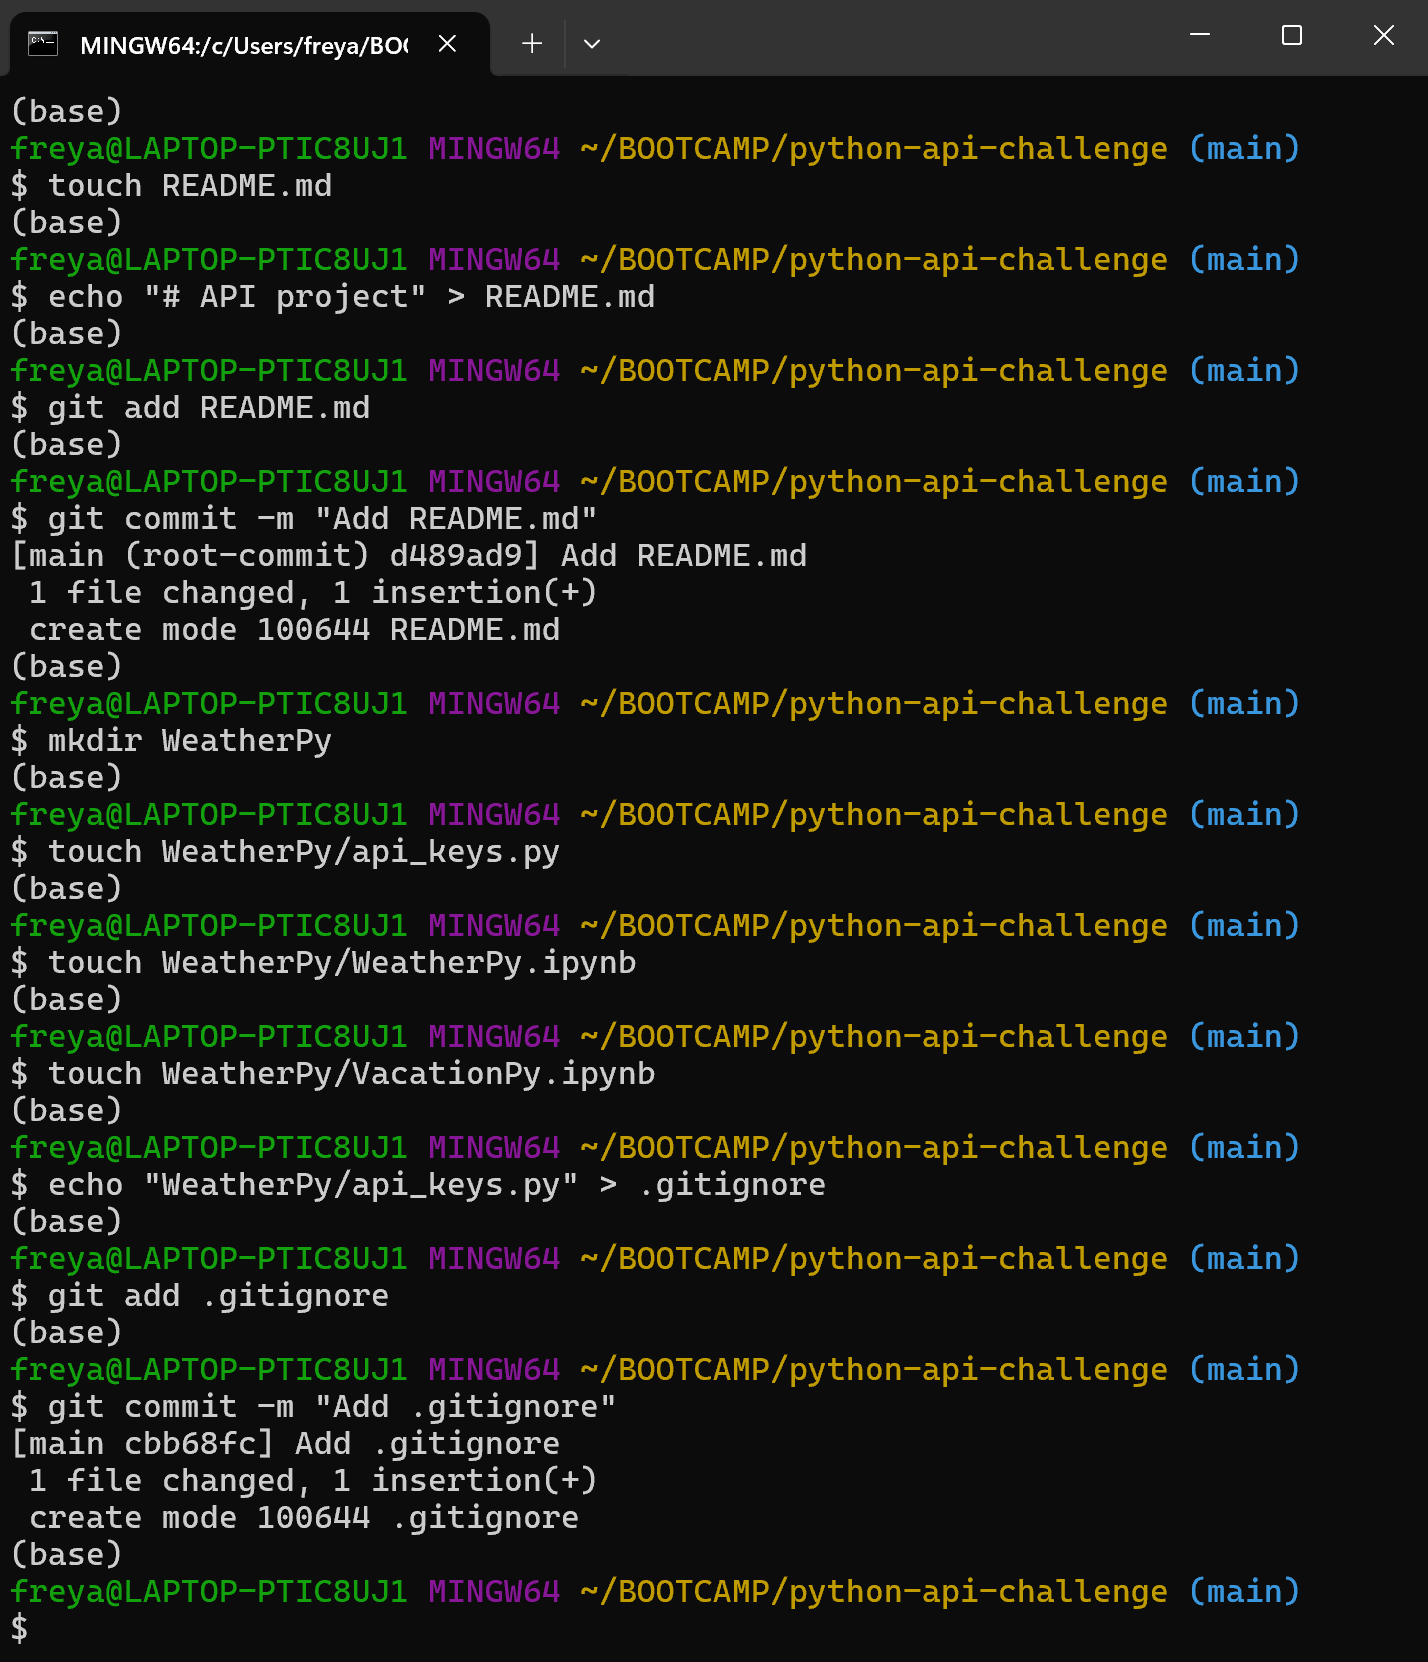 MINGW64:/c/Users/freya/BOO
(base)
freya@LAPTOP-PTIC8UJ1 MINGW64 ~/BOOTCAMP/python-api-challenge (main)
$ touch README.md
(base)
freya@LAPTOP-PTIC8UJ1 MINGW64 ~/BOOTCAMP/python-api-challenge (main)
$ echo "# API project" > README.md
(base)
freya@LAPTOP-PTIC8UJ1 MINGW64 ~/BOOTCAMP/python-api-challenge (main)
$ git add README.md
(base)
freya@LAPTOP-PTIC8UJ1 MINGW64 ~/BOOTCAMP/python-api-challenge (main)
$ git commit -m "Add README.md"
[main (root-commit) d489ad9] Add README.md
 1 file changed, 1 insertion(+)
 create mode 100644 README.md
(base)
freya@LAPTOP-PTIC8UJ1 MINGW64 ~/BOOTCAMP/python-api-challenge (main)
$ mkdir WeatherPy
(base)
freya@LAPTOP-PTIC8UJ1 MINGW64 ~/BOOTCAMP/python-api-challenge (main)
$ touch WeatherPy/api_keys.py
(base)
freya@LAPTOP-PTIC8UJ1 MINGW64 ~/BOOTCAMP/python-api-challenge (main)
$ touch WeatherPy/WeatherPy.ipynb
(base)
freya@LAPTOP-PTIC8UJ1 MINGW64 ~/BOOTCAMP/python-api-challenge (main)
$ touch WeatherPy/VacationPy.ipynb
(base)
freya@LAPTOP-PTIC8UJ1 MINGW64 ~/BOOTCAMP/python-api-challenge (main)
$ echo "WeatherPy/api_keys.py" > .gitignore
(base)
freya@LAPTOP-PTIC8UJ1 MINGW64 ~/BOOTCAMP/python-api-challenge (main)
$ git add .gitignore
(base)
freya@LAPTOP-PTIC8UJ1 MINGW64 ~/BOOTCAMP/python-api-challenge (main)
$ git commit -m "Add .gitignore"
[main cbb68fc] Add .gitignore
 1 file changed, 1 insertion(+)
 create mode 100644 .gitignore
(base)
freya@LAPTOP-PTIC8UJ1 MINGW64 ~/BOOTCAMP/python-api-challenge (main)
$